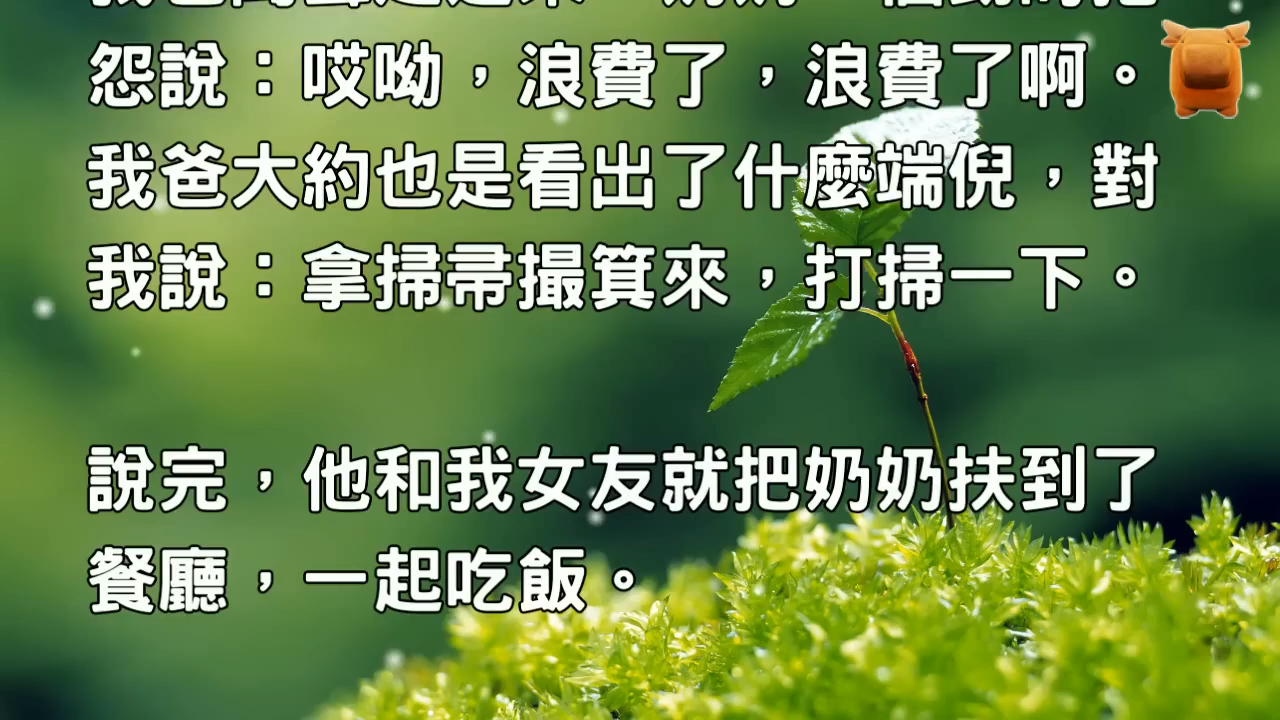 怨說：哎呦，浪費了，浪費了啊。
我爸大約也是看出了什麼端倪，對
我說：拿掃帚撮箕來，打掃一下。
說完，他和我女友就把奶奶扶到了
餐廳，一起吃飯。